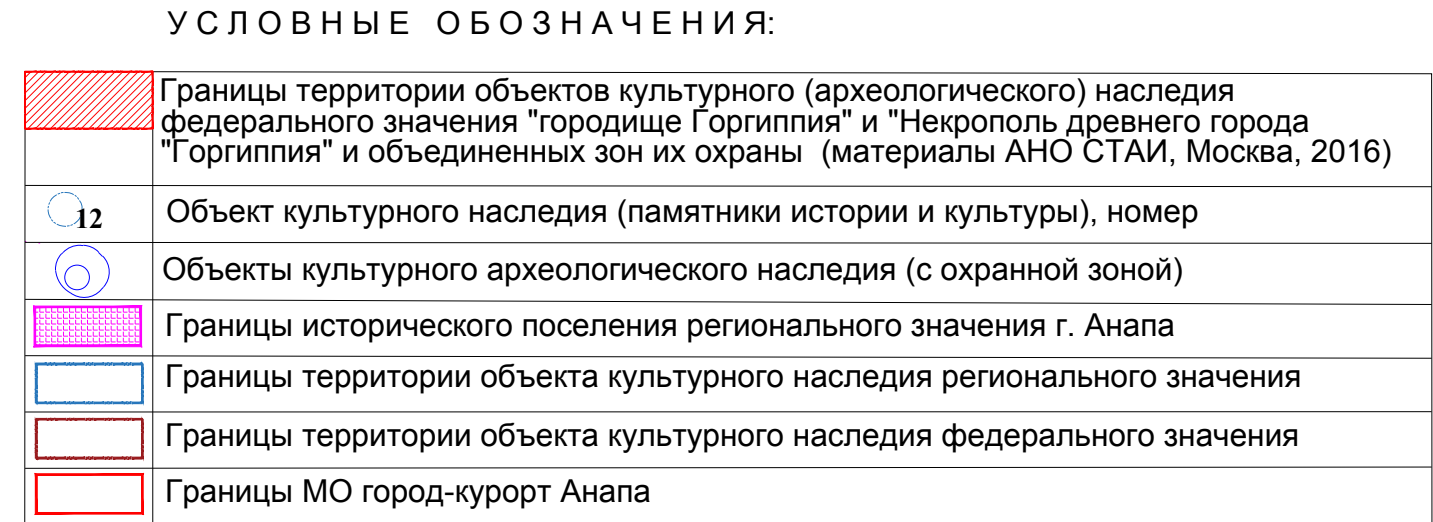 У С Л О В Н Ы Е О Б О З Н А Ч Е Н И Я:
Границы территории объектов культурного (археологического) наследия
федерального значения "городище Горгиппия" и "Некрополь древнего города
"Горгиппия" и объединенных зон их охраны (материалы АНО СТАИ, Москва, 2016)
12 Объект культурного наследия (памятники истории и культуры), номер
Объекты культурного археологического наследия (с охранной зоной)
Границы исторического поселения регионального значения г. Анапа
Границы территории объекта культурного наследия регионального значения
Границы территории объекта культурного наследия федерального значения
Границы МО город-курорт Анапа